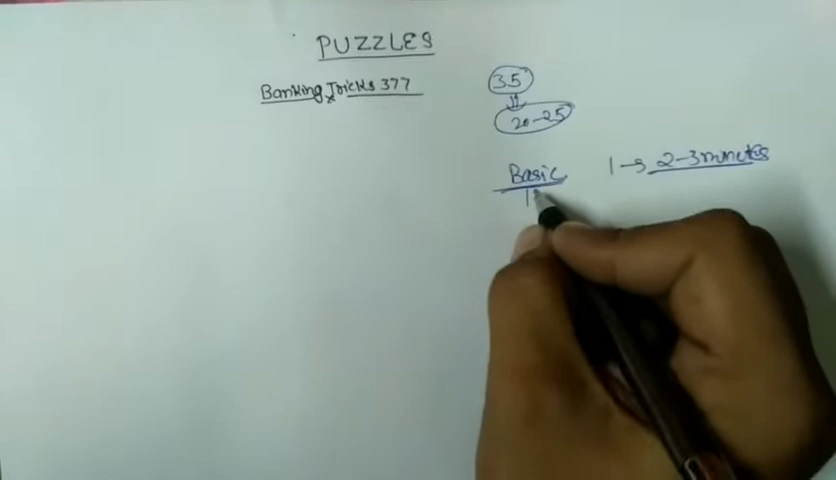 PUZZLES
Banking Tricks 377
35
20-25
Basic
1 → 2-3 minutes